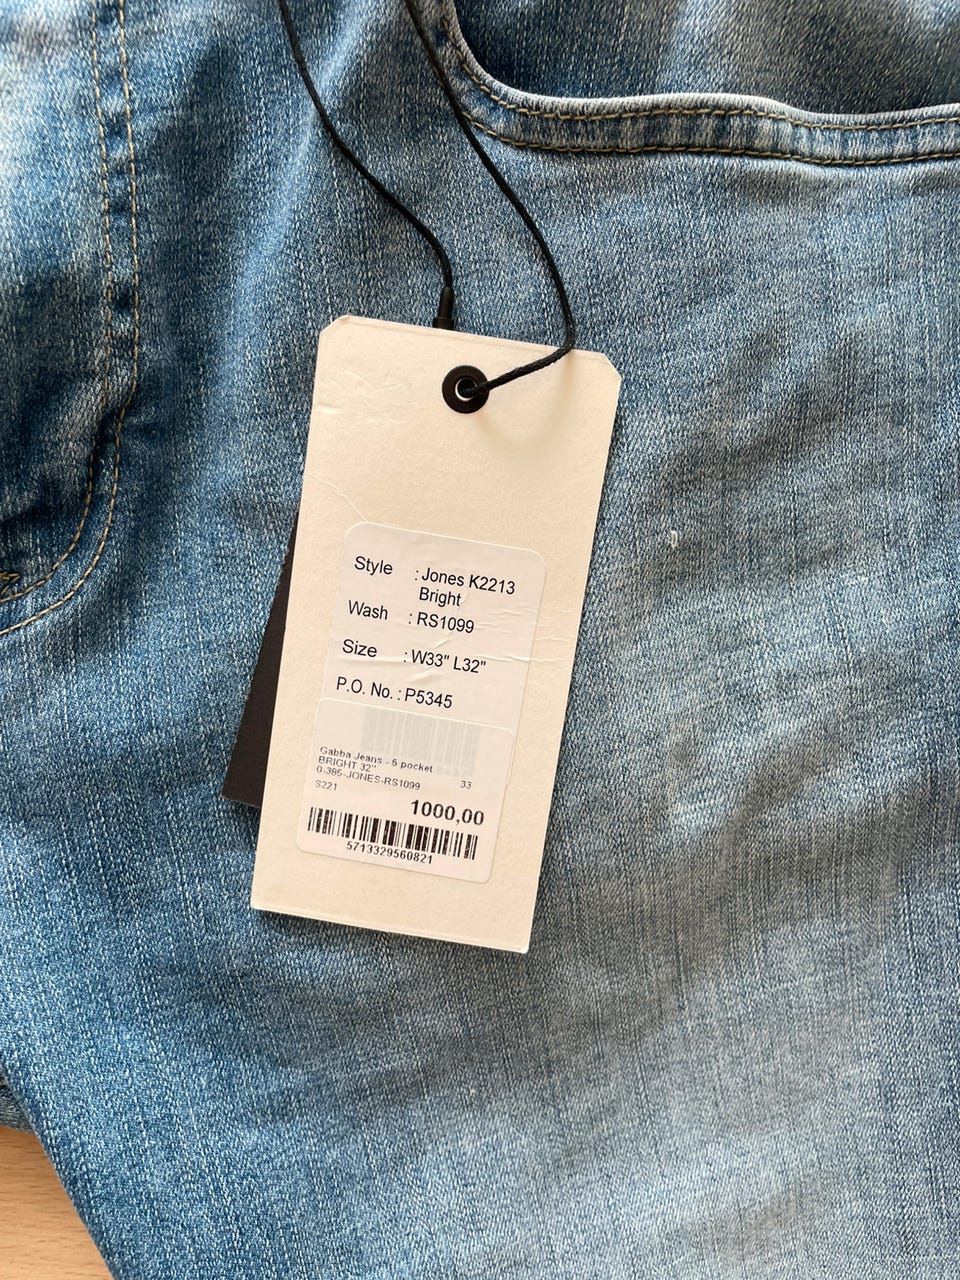 Style : Jones K2213
Bright
Wash : RS1099
Size : W33" L32"
P.O. No. : P5345
Gabba Jeans - 5 pocket
BRIGHT 32" 33
0-385-JONES-RS1099
S221
1000,00
5713329560821